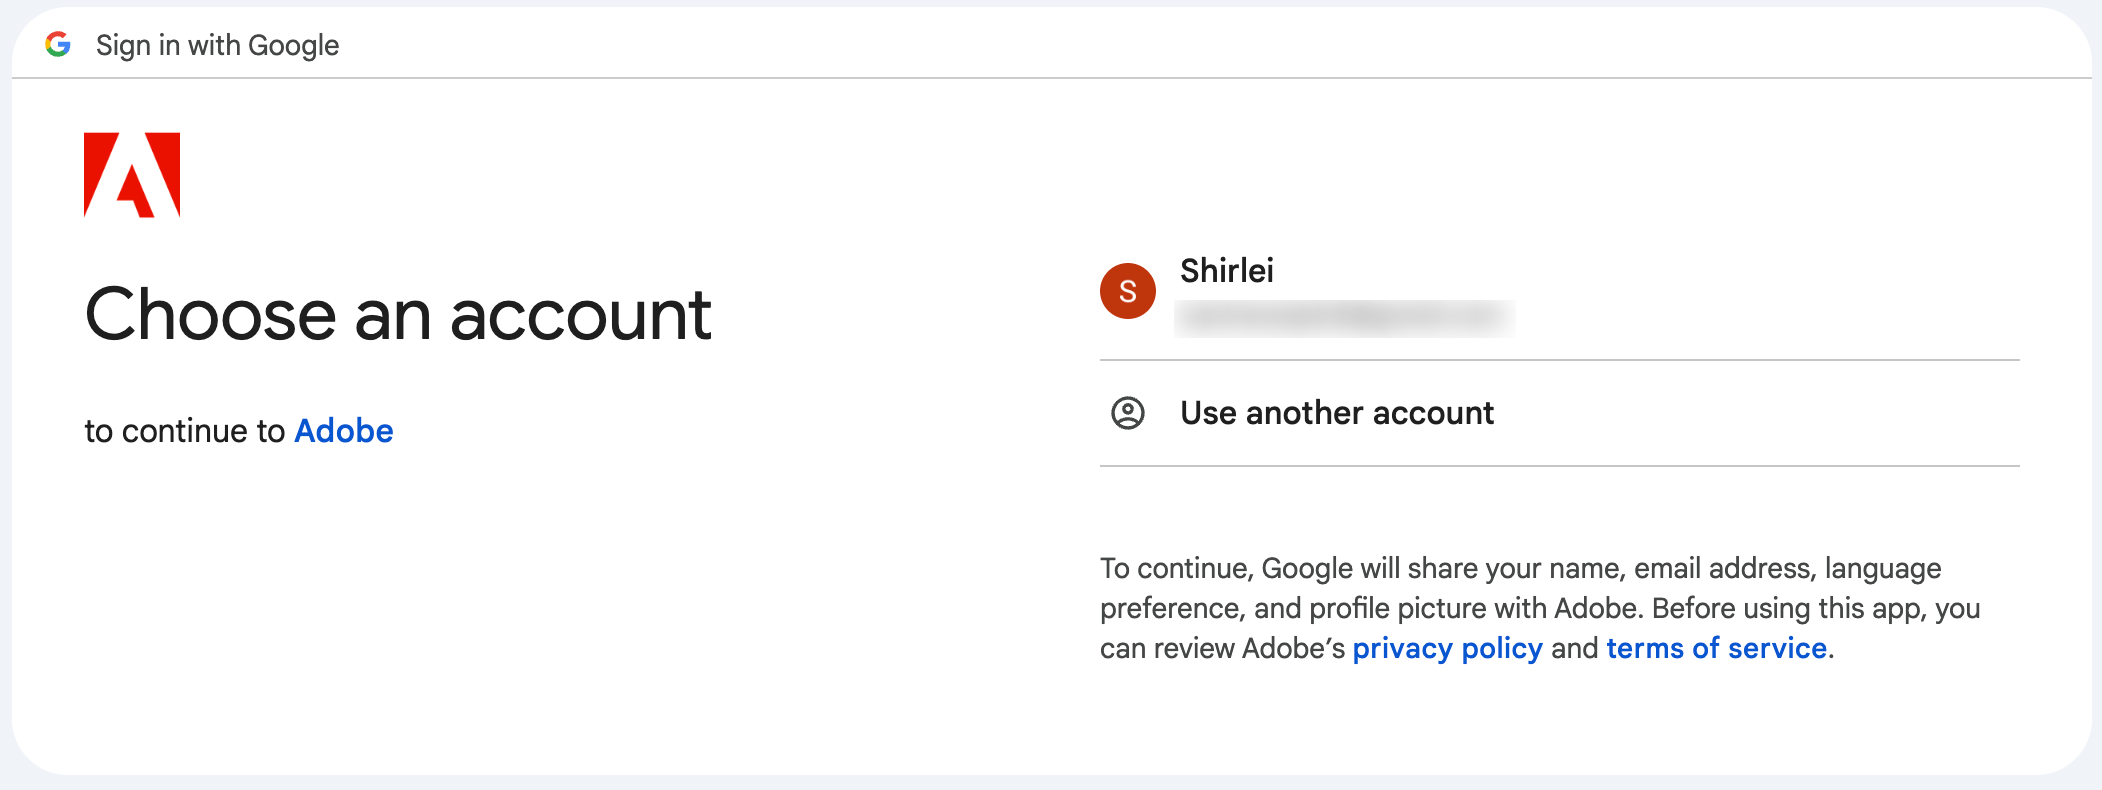 Sign in with Google
Choose an account
to continue to Adobe
S
Shirlei
Use another account
To continue, Google will share your name, email address, language
preference, and profile picture with Adobe. Before using this app, you
can review Adobe’s privacy policy and terms of service.